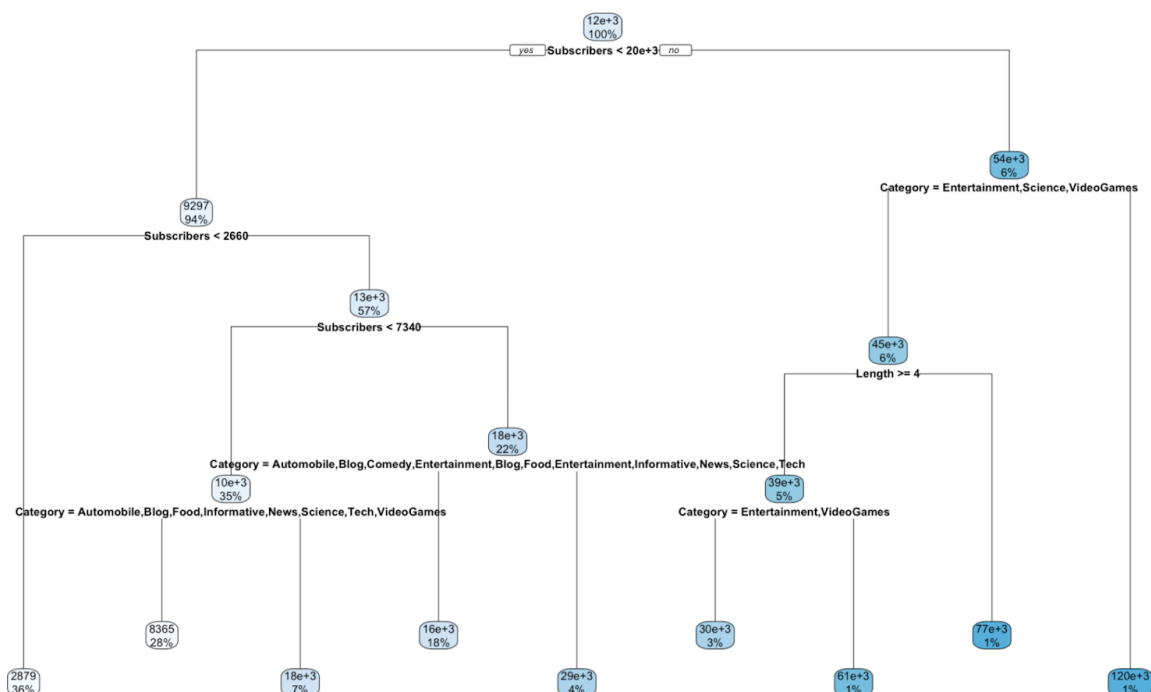 12e+3
100%
yes Subscribers < 20e+3 no
54e+3
6%
Category = Entertainment,Science,VideoGames
9297
94%
Subscribers < 2660
13e+3
57%
Subscribers < 7340
45e+3
6%
Length >= 4
18e+3
22%
Category = Automobile,Blog,Comedy,Entertainment,Blog,Food,Entertainment,Informative,News,Science,Tech
10e+3
35%
Category = Automobile,Blog,Food,Informative,News,Science,Tech,VideoGames
39e+3
5%
Category = Entertainment,VideoGames
8365
28%
16e+3
18%
30e+3
3%
77e+3
1%
2879
36%
18e+3
7%
29e+3
4%
61e+3
1%
120e+3
1%